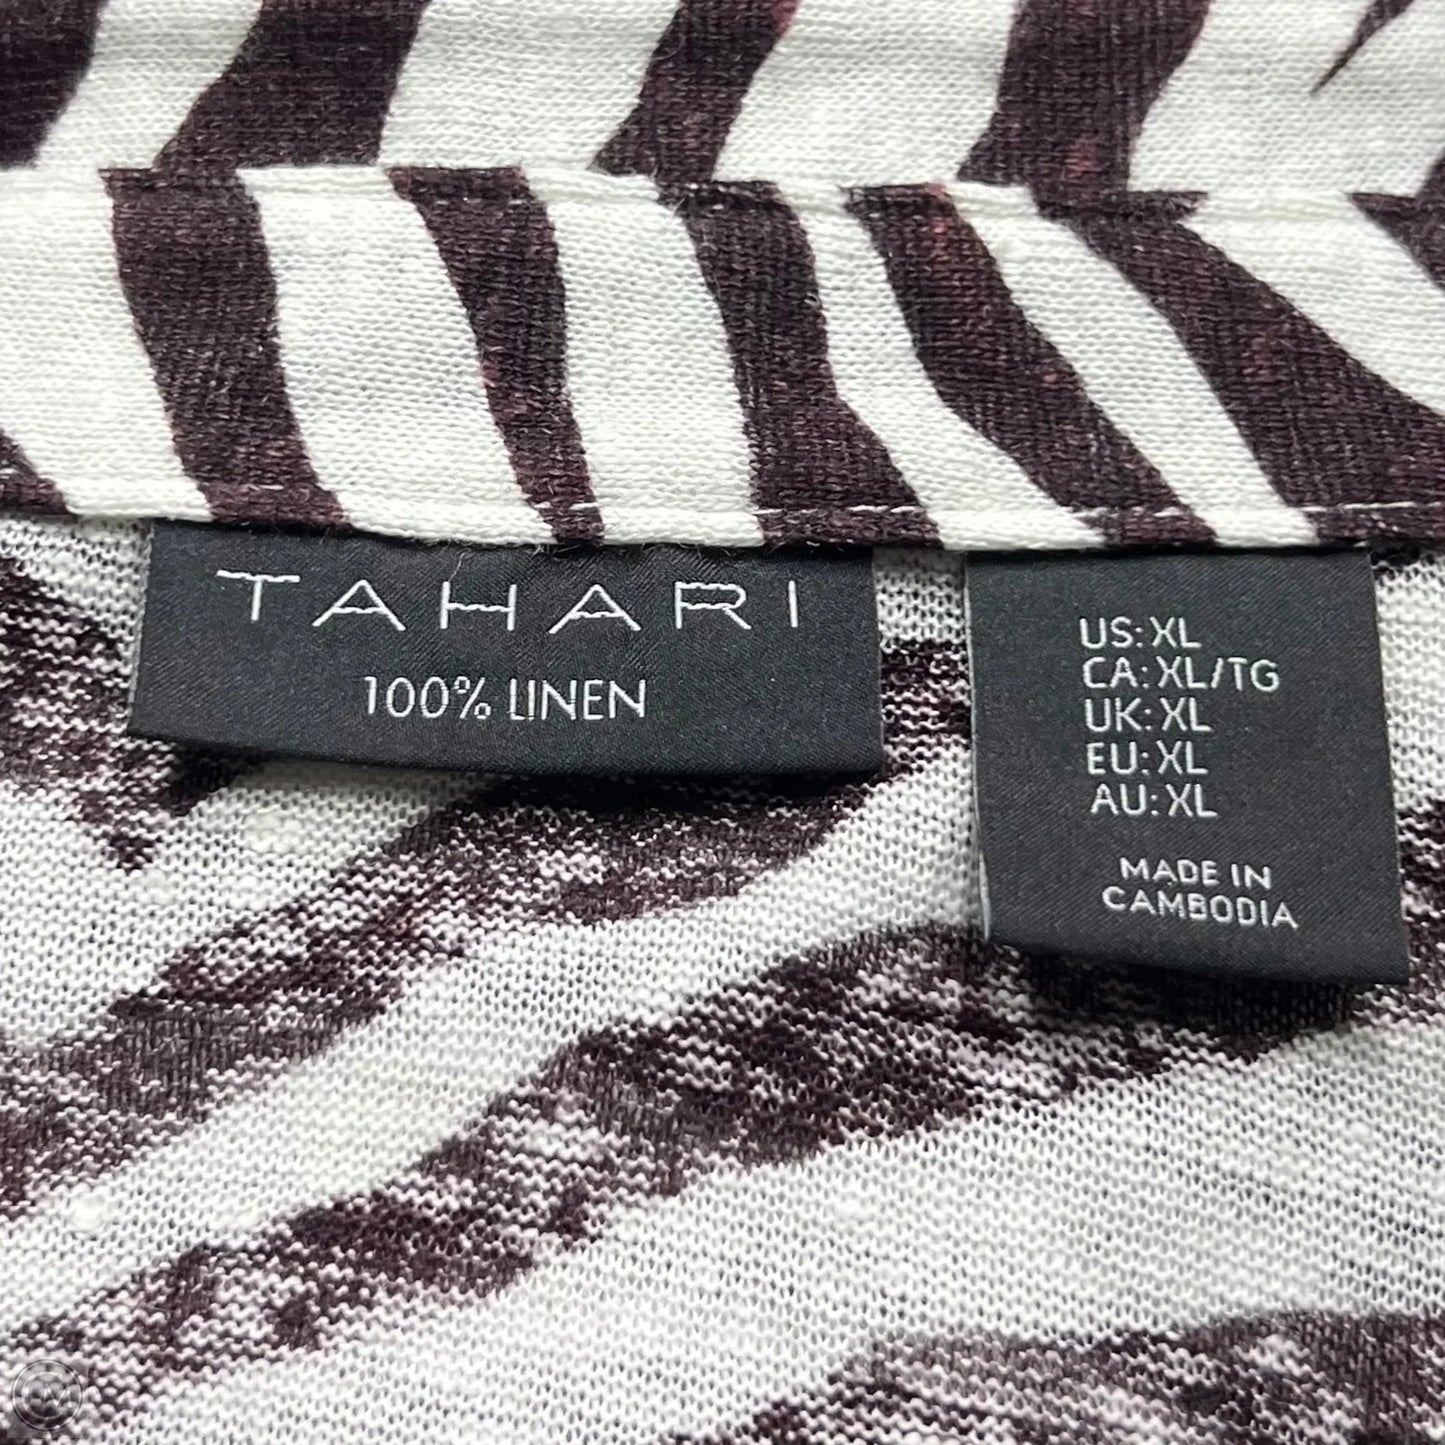 TAHARI
100% LINEN
US: XL
CA: XL/TG
UK: XL
EU: XL
AU: XL
MADE IN
CAMBODIA